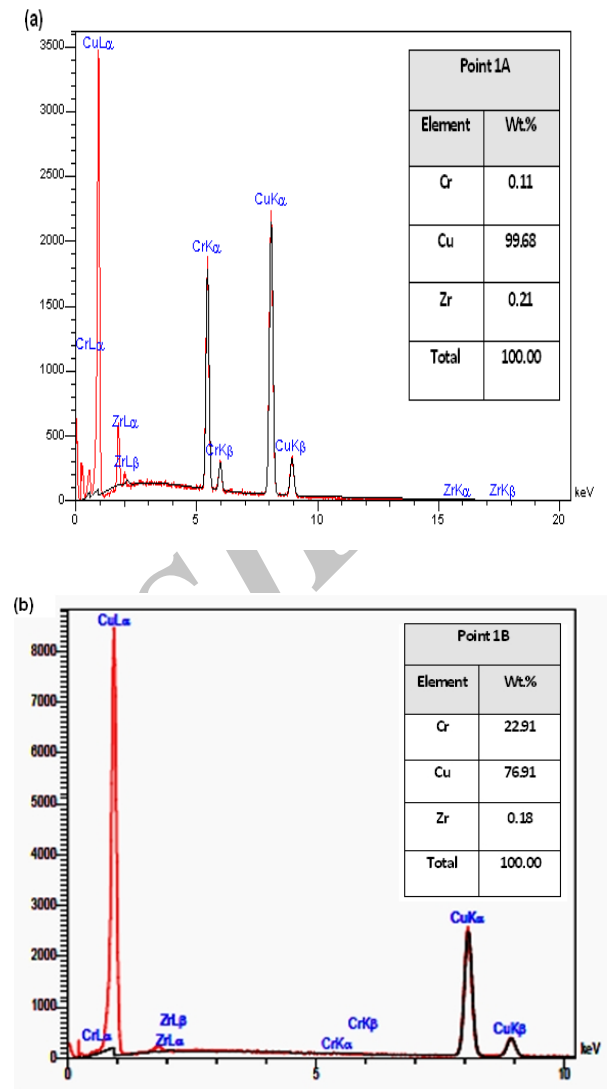 (a)
CuLα
CrLα
ZrLα
ZrLβ
CrKα
CrKβ
CuKα
CuKβ
ZrKα
ZrKβ
3500
3000
2500
2000
1500
1000
500
0
0
5
10
15
20
keV
Point 1A
Element Wt.%
Cr 0.11
Cu 99.68
Zr 0.21
Total 100.00
(b)
CuLα
CrLα
ZrLβ
ZrLα
CrKβ
CrKα
CuKα
CuKβ
8000
7000
6000
5000
4000
3000
2000
1000
0
0
5
10
keV
Point 1B
Element Wt.%
Cr 22.91
Cu 76.91
Zr 0.18
Total 100.00